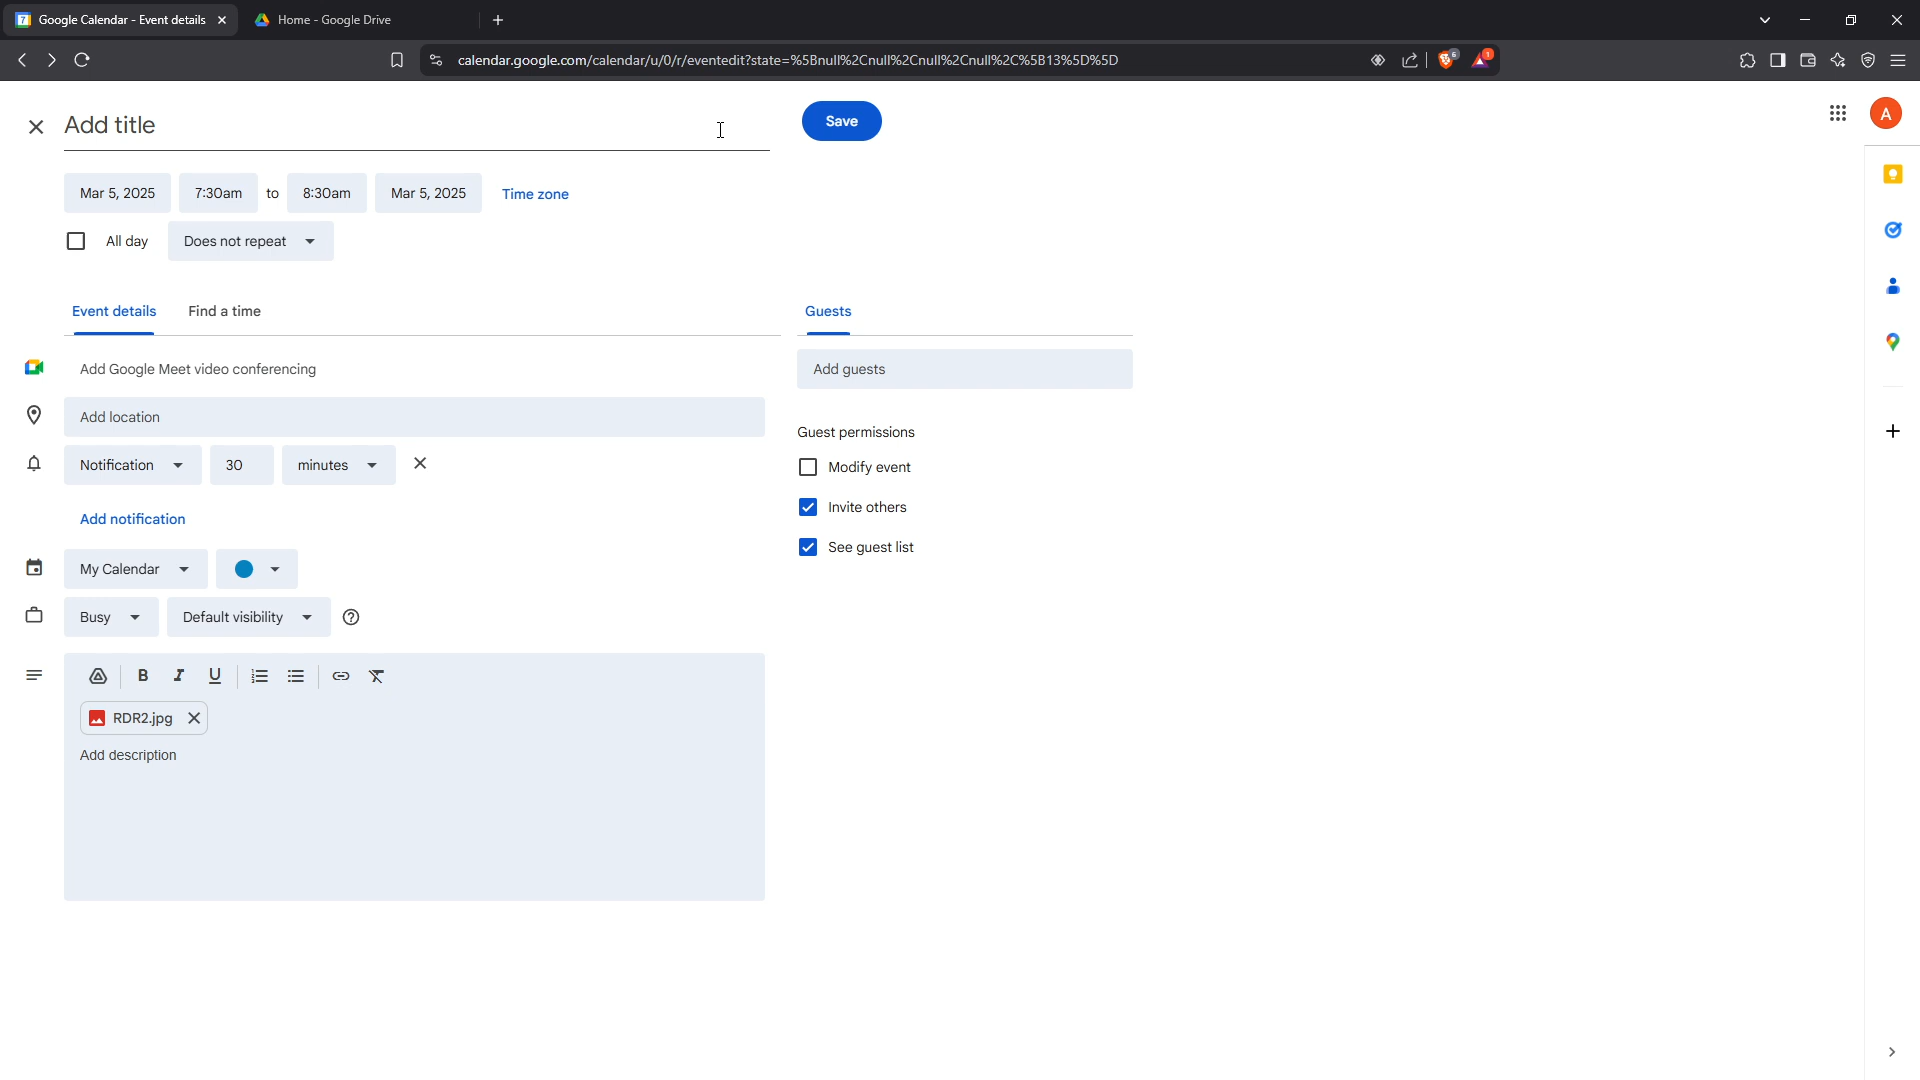 Google Calendar - Event details
Home - Google Drive
calendar.google.com/calendar/u/0/r/eventedit?state=%5Bnull%2Cnull%2Cnull%2Cnull%2C%5B13%5D%5D
6
1
Add title
Save
A
Mar 5, 2025 7:30am to 8:30am Mar 5, 2025 Time zone
All day Does not repeat
Event details Find a time
Guests
Add Google Meet video conferencing
Add guests
Add location
Guest permissions
Notification 30 minutes
Modify event
Invite others
Add notification
See guest list
My Calendar
Busy Default visibility
B I U
RDR2.jpg
Add description